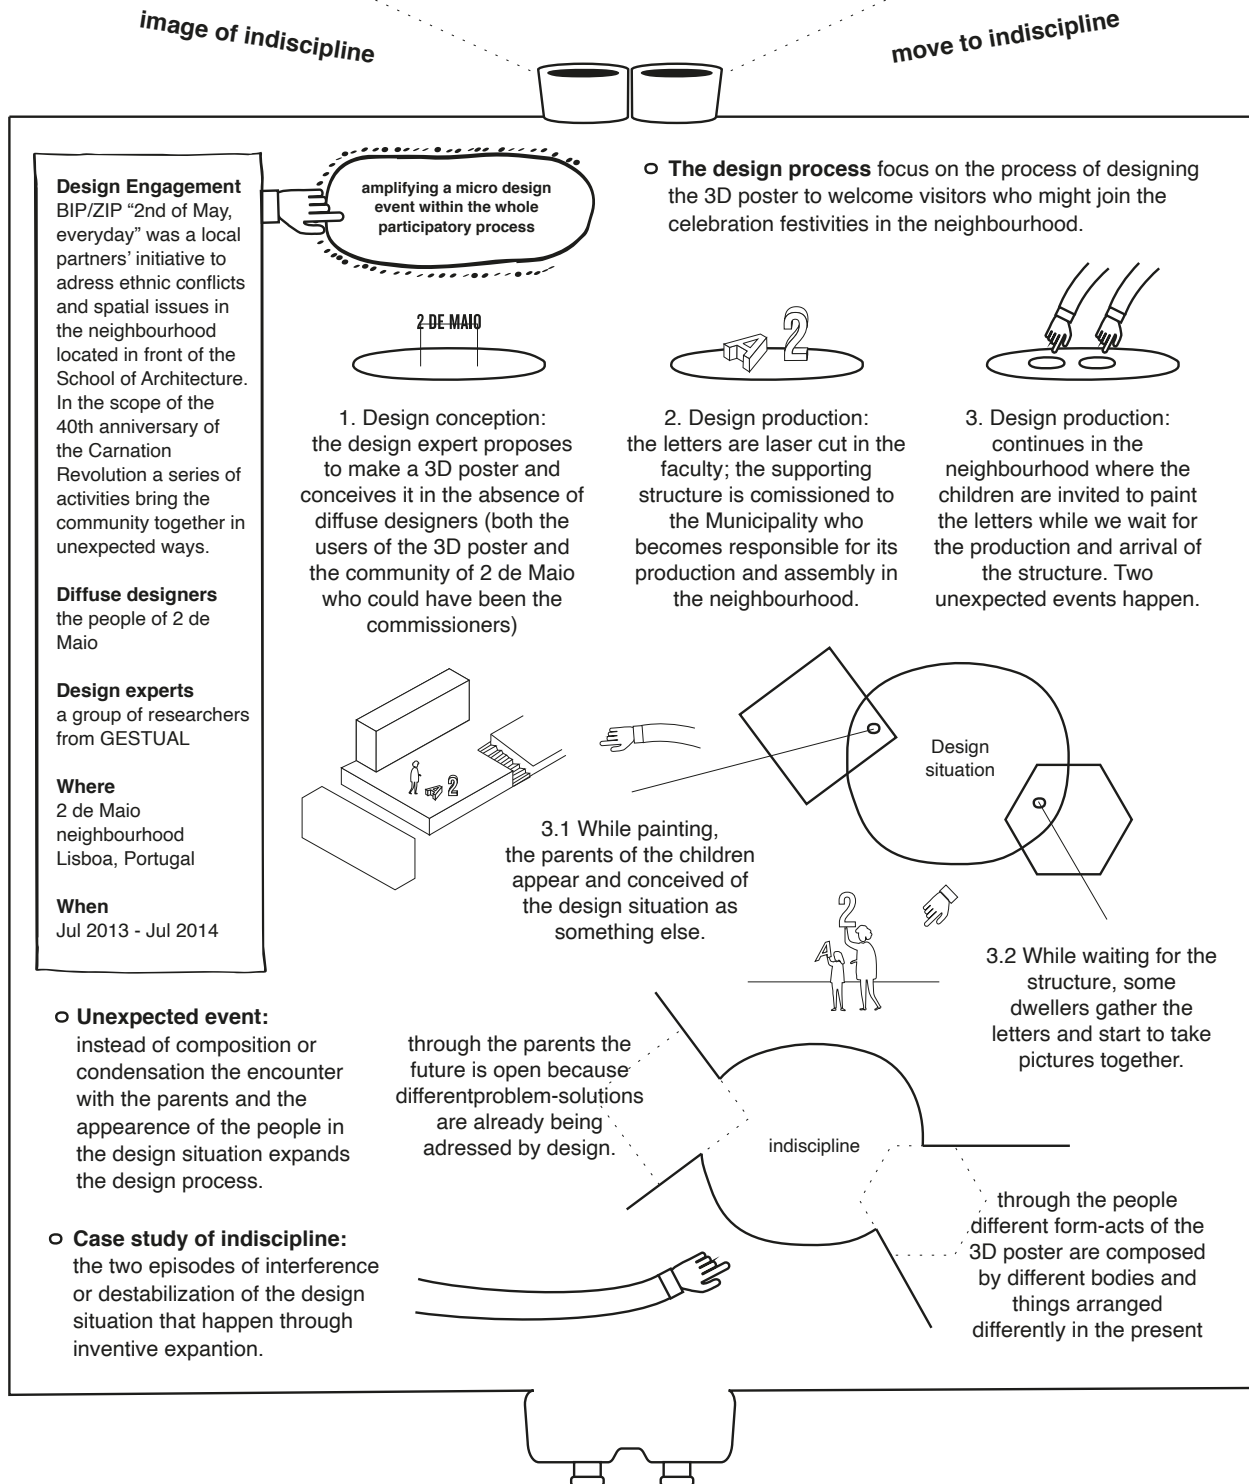 image of indiscipline
move to indiscipline
Design Engagement
BIP/ZIP “2nd of May,
everyday” was a local
partners’ initiative to
adress ethnic conflicts
and spatial issues in
the neighbourhood
located in front of the
School of Architecture.
In the scope of the
40th anniversary of
the Carnation
Revolution a series of
activities bring the
community together in
unexpected ways.
Diffuse designers
the people of 2 de
Maio
Design experts
a group of researchers
from GESTUAL
Where
2 de Maio
neighbourhood
Lisboa, Portugal
When
Jul 2013 - Jul 2014
amplifying a micro design
event within the whole
participatory process
The design process focus on the process of designing
the 3D poster to welcome visitors who might join the
celebration festivities in the neighbourhood.
2 DE MAIO
A 2
1. Design conception:
the design expert proposes
to make a 3D poster and
conceives it in the absence of
diffuse designers (both the
users of the 3D poster and
the community of 2 de Maio
who could have been the
commissioners)
2. Design production:
the letters are laser cut in the
faculty; the supporting
structure is comissioned to
the Municipality who
becomes responsible for its
production and assembly in
the neighbourhood.
3. Design production:
continues in the
neighbourhood where the
children are invited to paint
the letters while we wait for
the production and arrival of
the structure. Two
unexpected events happen.
A 2
Design
situation
3.1 While painting,
the parents of the children
appear and conceived of
the design situation as
something else.
2
A
3.2 While waiting for the
structure, some
dwellers gather the
letters and start to take
pictures together.
Unexpected event:
instead of composition or
condensation the encounter
with the parents and the
appearence of the people in
the design situation expands
the design process.
through the parents the
future is open because
differentproblem-solutions
are already being
adressed by design.
indiscipline
through the people
different form-acts of the
3D poster are composed
by different bodies and
things arranged
differently in the present
Case study of indiscipline:
the two episodes of interference
or destabilization of the design
situation that happen through
inventive expantion.